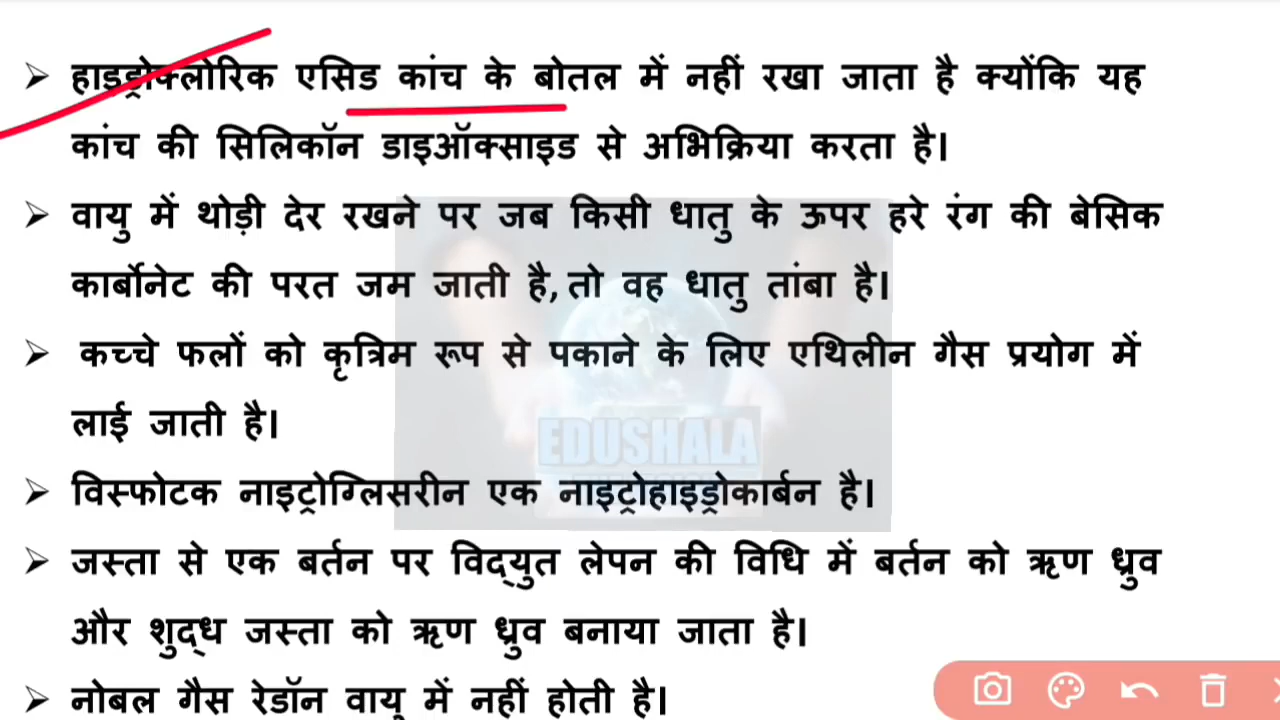 ➢ हाइड्रोक्लोरिक एसिड कांच के बोतल में नहीं रखा जाता है क्योंकि यह
कांच की सिलिकॉन डाइऑक्साइड से अभिक्रिया करता है।
➢ वायु में थोड़ी देर रखने पर जब किसी धातु के ऊपर हरे रंग की बेसिक
कार्बोनेट की परत जम जाती है, तो वह धातु तांबा है।
➢ कच्चे फलों को कृत्रिम रूप से पकाने के लिए एथिलीन गैस प्रयोग में
लाई जाती है।
EDUSHALA
➢ विस्फोटक नाइट्रोग्लिसरीन एक नाइट्रोहाइड्रोकार्बन है।
➢ जस्ता से एक बर्तन पर विद्युत लेपन की विधि में बर्तन को ऋण ध्रुव
और शुद्ध जस्ता को ऋण ध्रुव बनाया जाता है।
➢ नोबल गैस रेडॉन वायु में नहीं होती है।